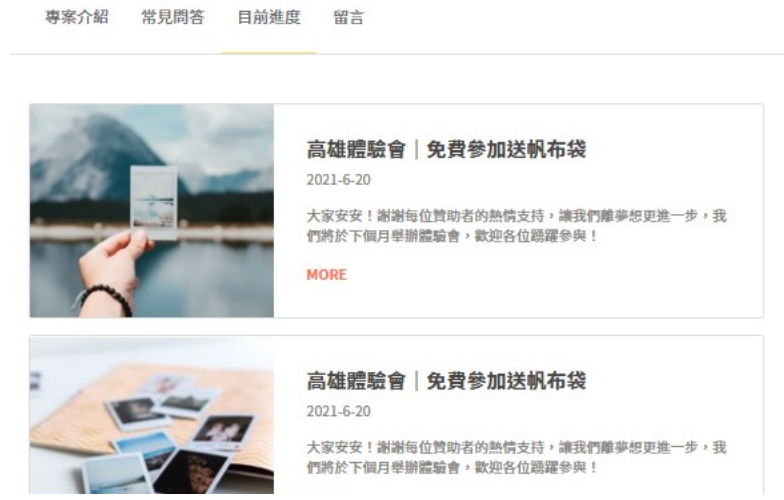 專案介紹 常見問答 目前進度 留言
高雄體驗會｜免費參加送帆布袋
2021-6-20
大家安安！謝謝每位贊助者的熱情支持，讓我們離夢想更進一步，我
們將於下個月舉辦體驗會，歡迎各位踴躍參與！
MORE
高雄體驗會｜免費參加送帆布袋
2021-6-20
大家安安！謝謝每位贊助者的熱情支持，讓我們離夢想更進一步，我
們將於下個月舉辦體驗會，歡迎各位踴躍參與！